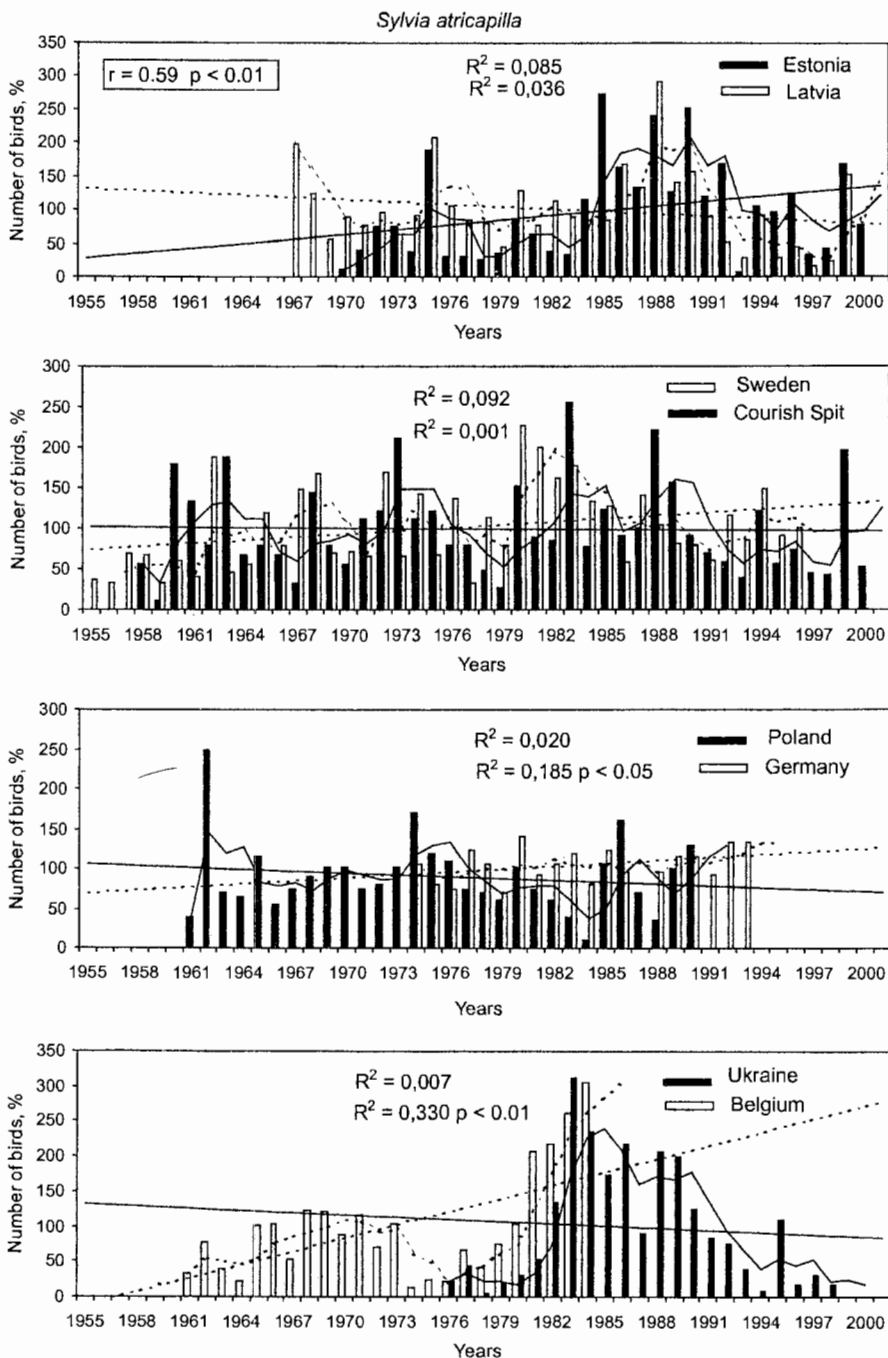 Sylvia atricapilla
350
300
250
200
150
100
50
0
Number of birds, %
r = 0.59 p < 0.01
R² = 0,085
R² = 0,036
Estonia
Latvia
1955 1958 1961 1964 1967 1970 1973 1976 1979 1982 1985 1988 1991 1994 1997 2000
Years
300
250
200
150
100
50
0
Number of birds, %
R² = 0,092
R² = 0,001
Sweden
Courish Spit
1955 1958 1961 1964 1967 1970 1973 1976 1979 1982 1985 1988 1991 1994 1997 2000
Years
300
250
200
150
100
50
0
Number of birds, %
R² = 0,020
R² = 0,185 p < 0.05
Poland
Germany
1955 1958 1961 1964 1967 1970 1973 1976 1979 1982 1985 1988 1991 1994 1997 2000
Years
350
300
250
200
150
100
50
0
Number of birds, %
R² = 0,007
R² = 0,330 p < 0.01
Ukraine
Belgium
1955 1958 1961 1964 1967 1970 1973 1976 1979 1982 1985 1988 1991 1994 1997 2000
Years